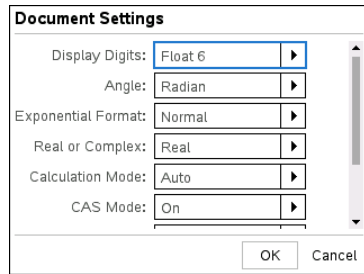 Document Settings
Display Digits: Float 6
Angle: Radian
Exponential Format: Normal
Real or Complex: Real
Calculation Mode: Auto
CAS Mode: On
OK Cancel